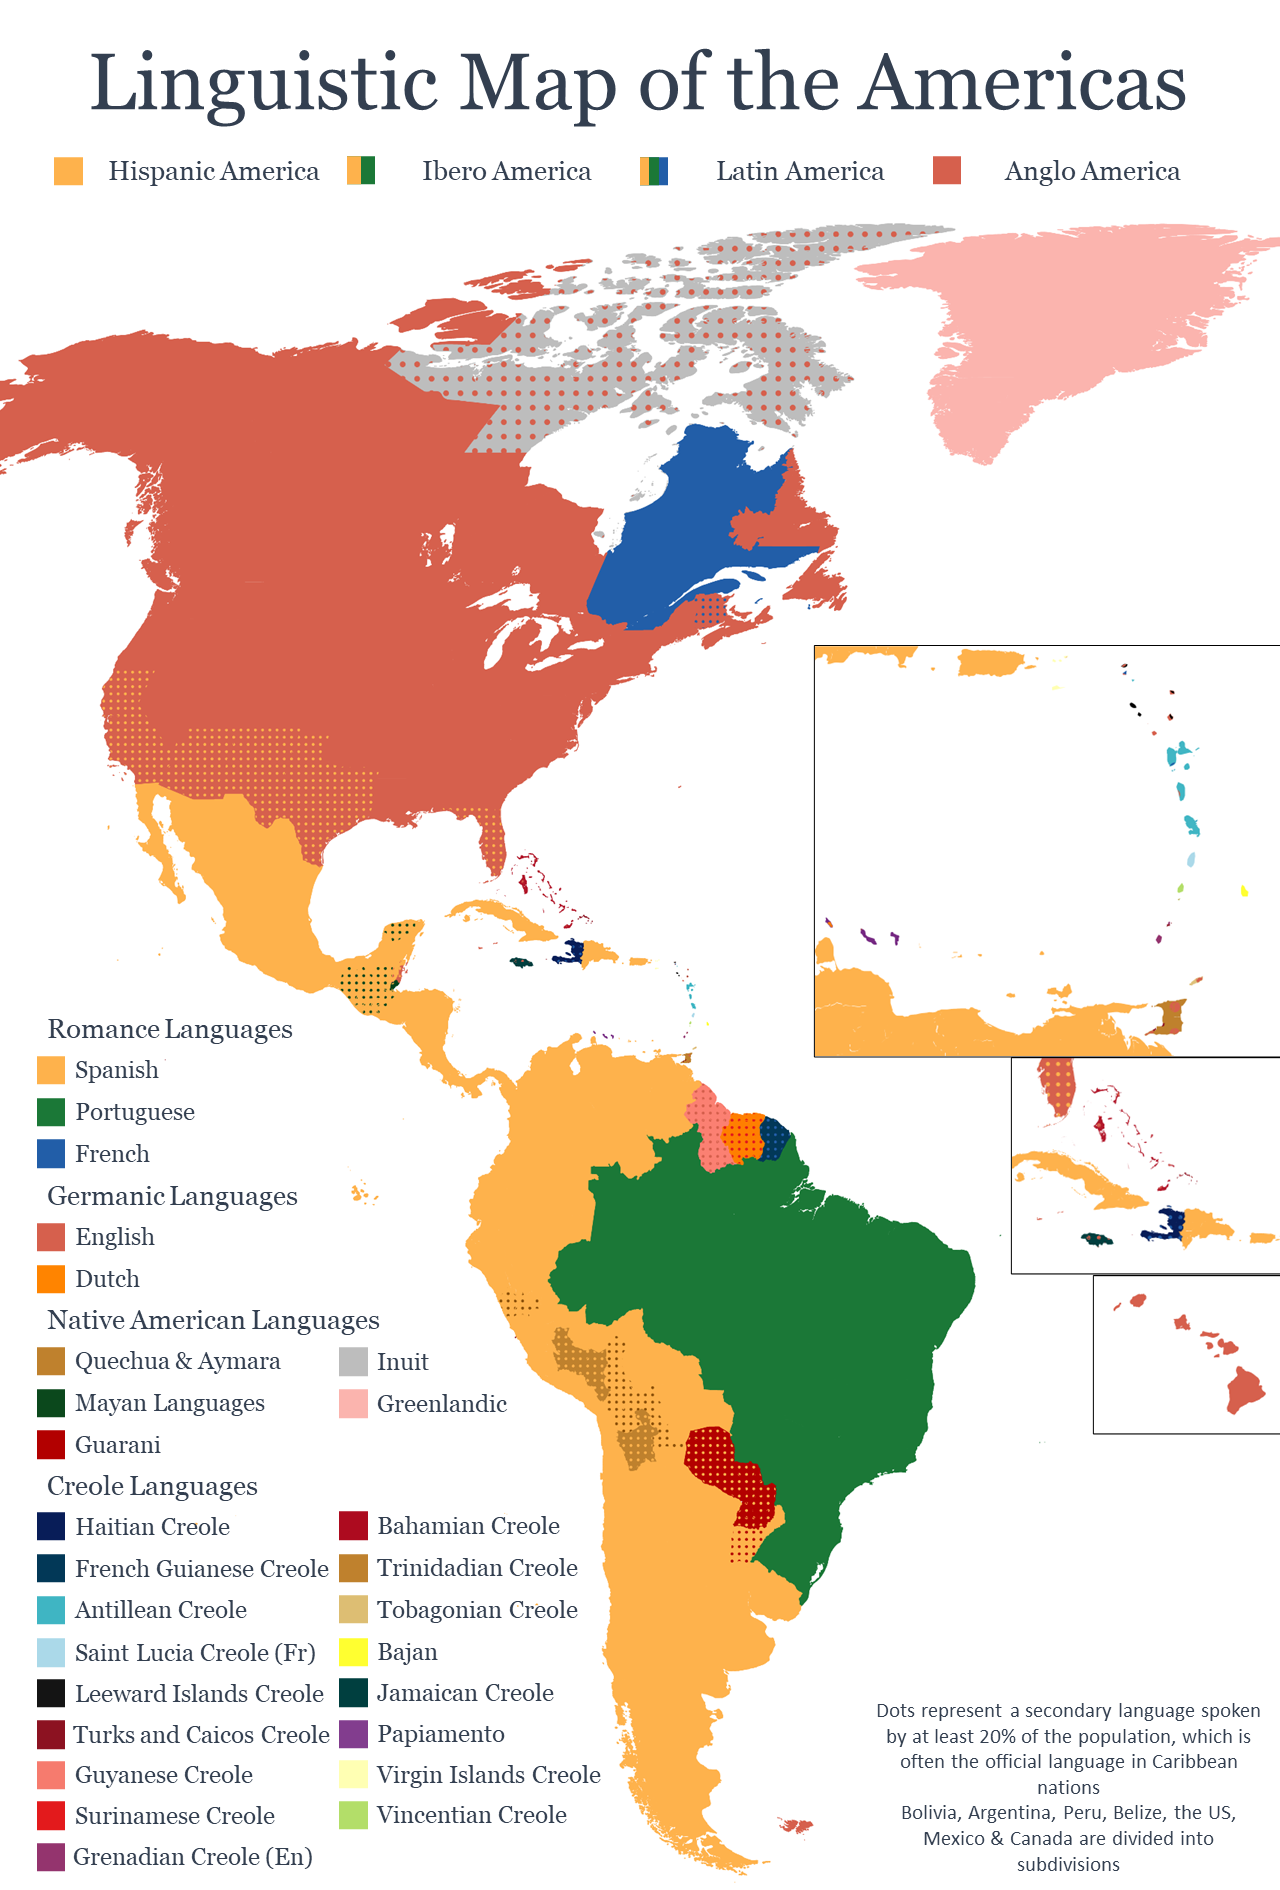 Linguistic Map of the Americas
Hispanic America
Ibero America
Latin America
Anglo America
Romance Languages
Spanish
Portuguese
French
Germanic Languages
English
Dutch
Native American Languages
Quechua & Aymara
Inuit
Mayan Languages
Greenlandic
Guarani
Creole Languages
Haitian Creole
Bahamian Creole
French Guianese Creole
Trinidadian Creole
Antillean Creole
Tobagonian Creole
Saint Lucia Creole (Fr)
Bajan
Leeward Islands Creole
Jamaican Creole
Turks and Caicos Creole
Papiamento
Guyanese Creole
Virgin Islands Creole
Surinamese Creole
Vincentian Creole
Grenadian Creole (En)
Dots represent a secondary language spoken
by at least 20% of the population, which is
often the official language in Caribbean
nations
Bolivia, Argentina, Peru, Belize, the US,
Mexico & Canada are divided into
subdivisions